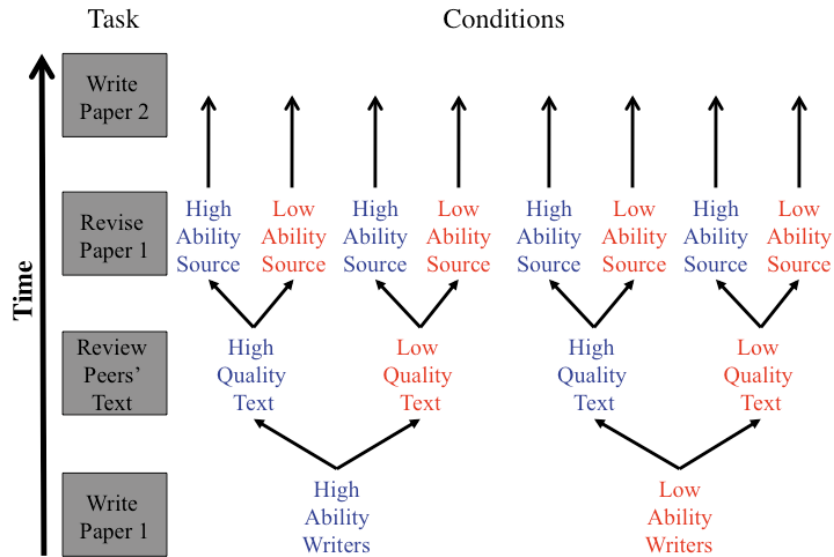 Task
Conditions
Write
Paper 2
Revise
Paper 1
High
Ability
Source
Low
Ability
Source
High
Ability
Source
Low
Ability
Source
High
Ability
Source
Low
Ability
Source
High
Ability
Source
Low
Ability
Source
Time
Review
Peers'
Text
High
Quality
Text
Low
Quality
Text
High
Quality
Text
Low
Quality
Text
Write
Paper 1
High
Ability
Writers
Low
Ability
Writers